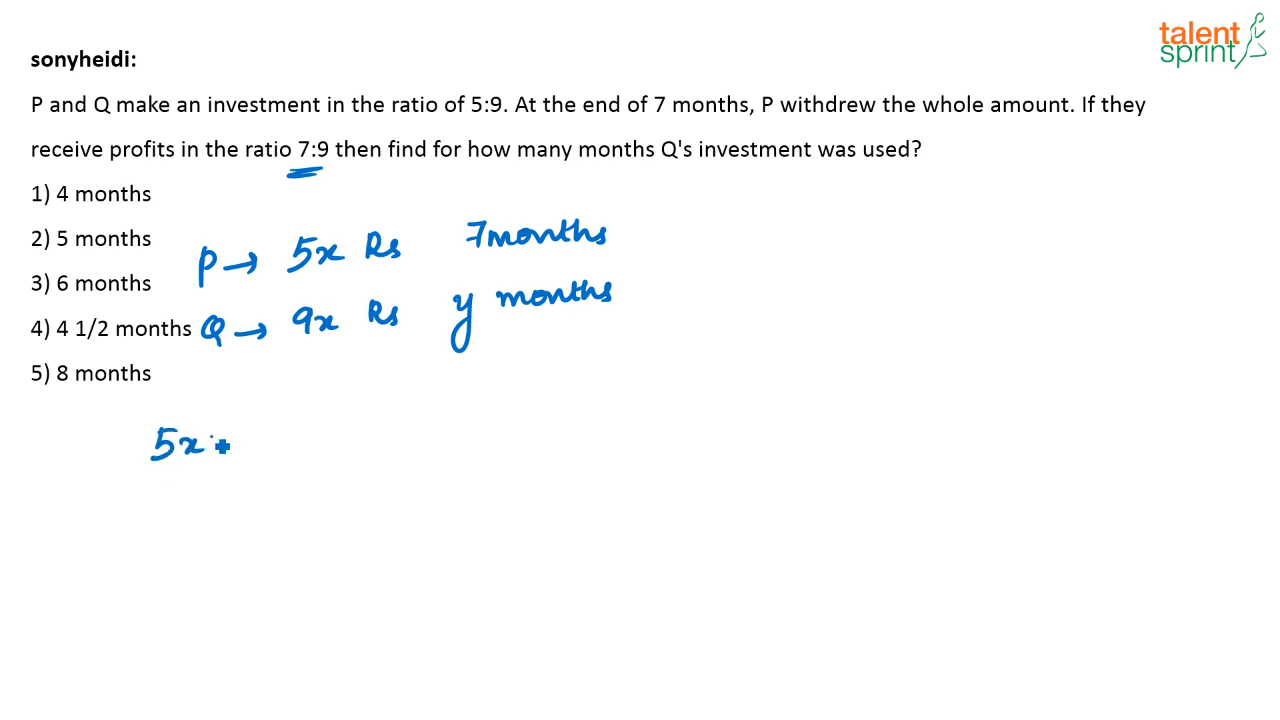 talent
sprint
sonyheidi:
P and Q make an investment in the ratio of 5:9. At the end of 7 months, P withdrew the whole amount. If they
receive profits in the ratio 7:9 then find for how many months Q's investment was used?
1) 4 months
2) 5 months
3) 6 months
4) 4 1/2 months
5) 8 months
P → 5x Rs 7months
Q → 9x Rs y months
5x